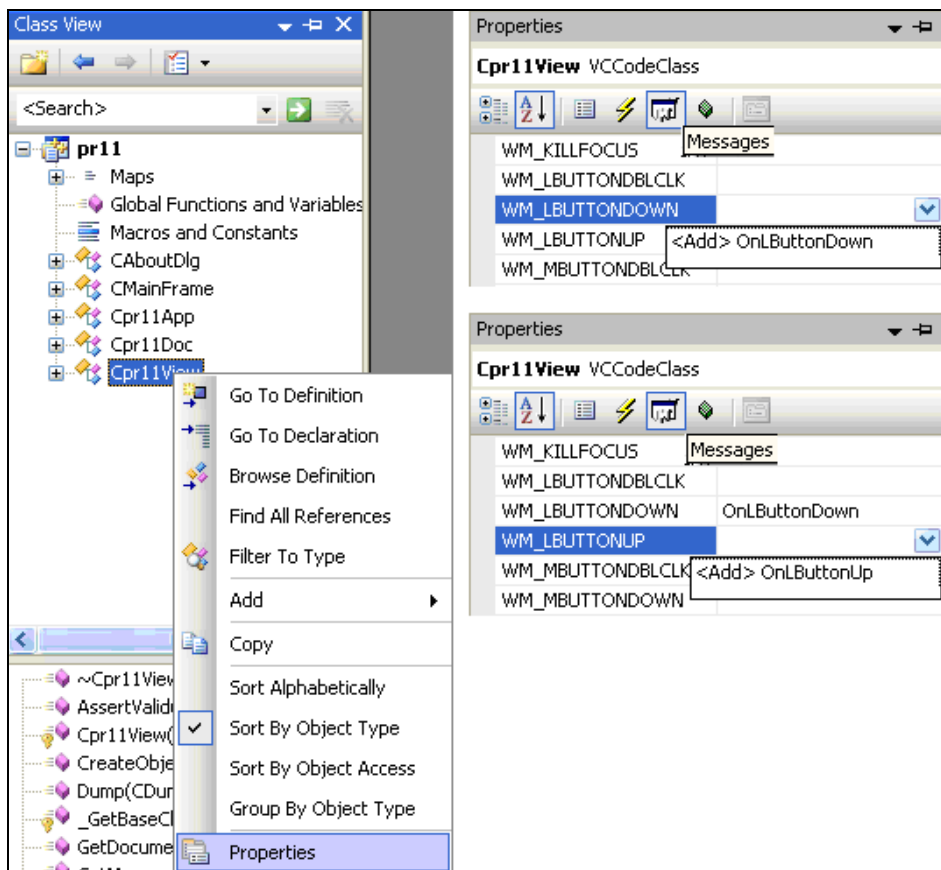 Class View
<Search>
pr11
Maps
Global Functions and Variables
Macros and Constants
CAboutDlg
CMainFrame
Cpr11App
Cpr11Doc
Cpr11View
Go To Definition
Go To Declaration
Browse Definition
Find All References
Filter To Type
Add
Copy
Sort Alphabetically
Sort By Object Type
Sort By Object Access
Group By Object Type
Properties
~Cpr11View
AssertValid
Cpr11View(
CreateObje
Dump(CDum
_GetBaseCl
GetDocume
Properties
Cpr11View VCCodeClass
Messages
WM_KILLFOCUS
WM_LBUTTONDBLCLK
WM_LBUTTONDOWN
WM_LBUTTONUP
<Add> OnLButtonDown
WM_MBUTTONDBLCLK
Properties
Cpr11View VCCodeClass
WM_KILLFOCUS
Messages
WM_LBUTTONDBLCLK
WM_LBUTTONDOWN OnLButtonDown
WM_LBUTTONUP
WM_MBUTTONDBLCLK
<Add> OnLButtonUp
WM_MBUTTONDOWN